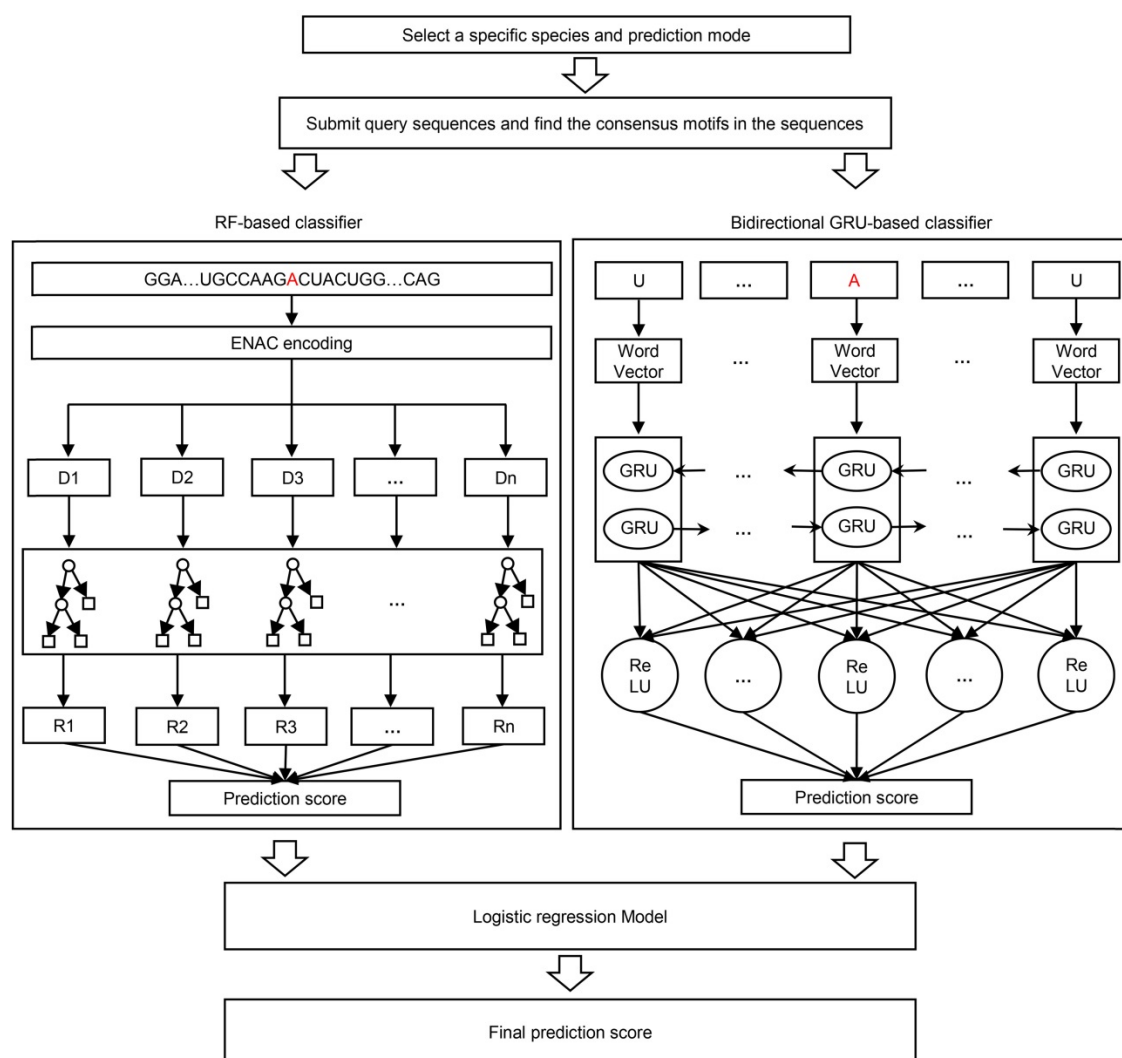 Select a specific species and prediction mode
Submit query sequences and find the consensus motifs in the sequences
RF-based classifier
GGA...UGCCAAGACUACUGG...CAG
ENAC encoding
D1 D2 D3 ... Dn
...
R1 R2 R3 ... Rn
Prediction score
Bidirectional GRU-based classifier
U ... A ... U
Word ... Word ... Word
Vector Vector Vector
GRU ... GRU ... GRU
GRU ... GRU ... GRU
Re ... Re ... Re
LU LU LU
Prediction score
Logistic regression Model
Final prediction score